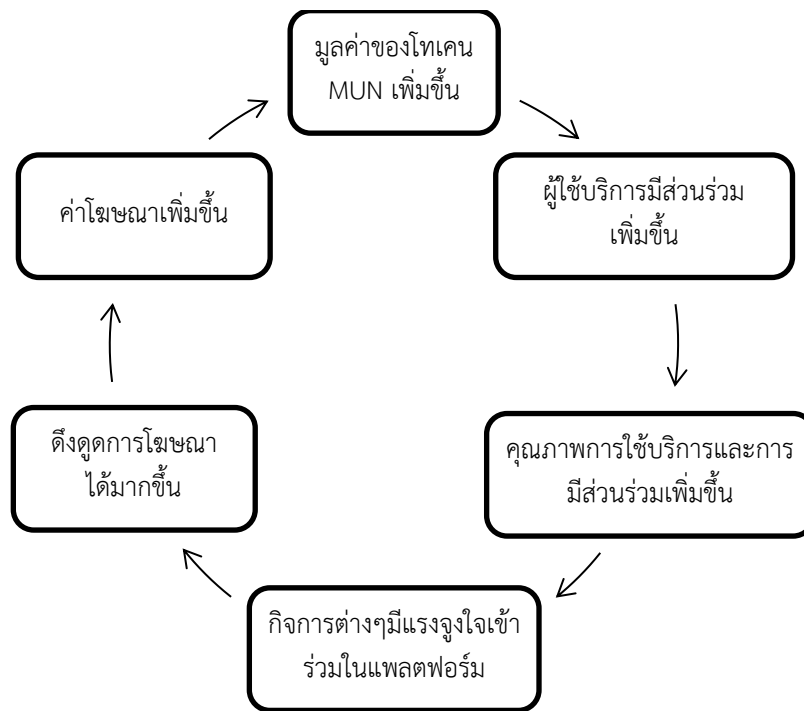 มูลค่าของโทเคน
MUN เพิ่มขึ้น
ผู้ใช้บริการมีส่วนร่วม
เพิ่มขึ้น
คุณภาพการใช้บริการและการ
มีส่วนร่วมเพิ่มขึ้น
กิจการต่างๆมีแรงจูงใจเข้า
ร่วมในแพลตฟอร์ม
ดึงดูดการโฆษณา
ได้มากขึ้น
ค่าโฆษณาเพิ่มขึ้น